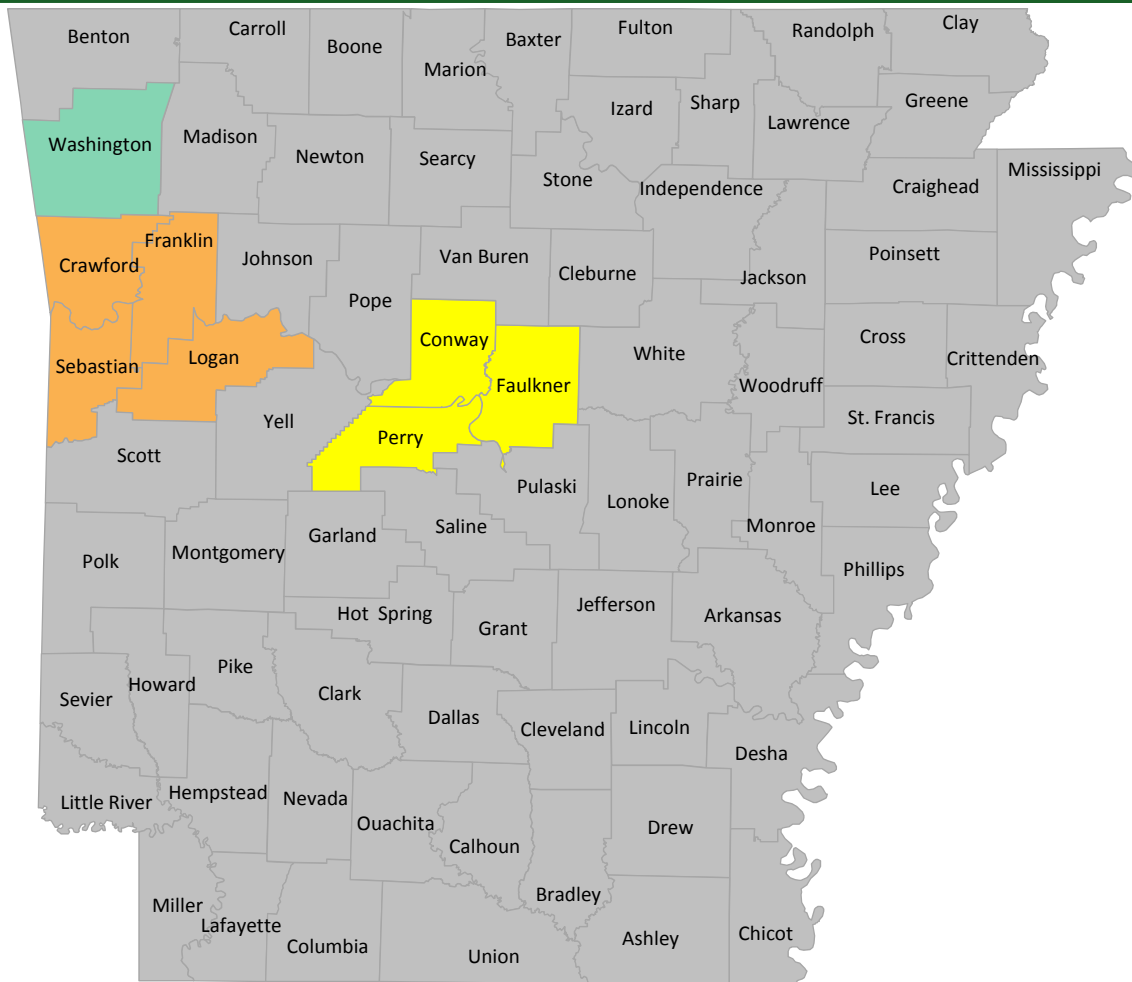 Benton
Carroll
Boone
Marion
Baxter
Fulton
Randolph
Clay
Izard
Sharp
Greene
Lawrence
Washington
Madison
Newton
Searcy
Stone
Independence
Craighead
Mississippi
Crawford
Franklin
Johnson
Pope
Van Buren
Cleburne
Jackson
Poinsett
Sebastian
Logan
Conway
Faulkner
White
Woodruff
Cross
Crittenden
Scott
Yell
Perry
St. Francis
Pulaski
Lonoke
Prairie
Lee
Monroe
Polk
Montgomery
Garland
Saline
Phillips
Hot Spring
Grant
Jefferson
Arkansas
Sevier
Howard
Pike
Clark
Dallas
Cleveland
Lincoln
Desha
Little River
Hempstead
Nevada
Ouachita
Calhoun
Drew
Bradley
Miller
Lafayette
Columbia
Union
Ashley
Chicot